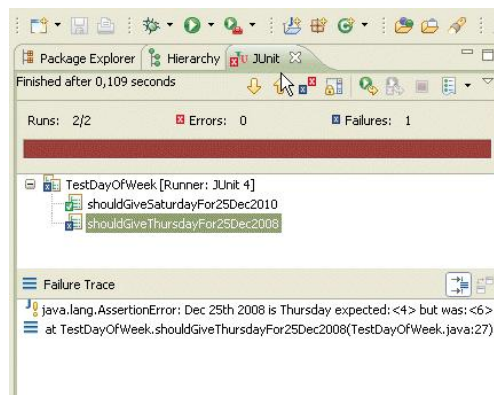 Package Explorer Hierarchy JUnit
Finished after 0,109 seconds
Runs: 2/2 Errors: 0 Failures: 1
TestDayOfWeek [Runner: JUnit 4]
shouldGiveSaturdayFor25Dec2010
shouldGiveThursdayFor25Dec2008
Failure Trace
java.lang.AssertionError: Dec 25th 2008 is Thursday expected:<4> but was:<6>
at TestDayOfWeek.shouldGiveThursdayFor25Dec2008(TestDayOfWeek.java:27)